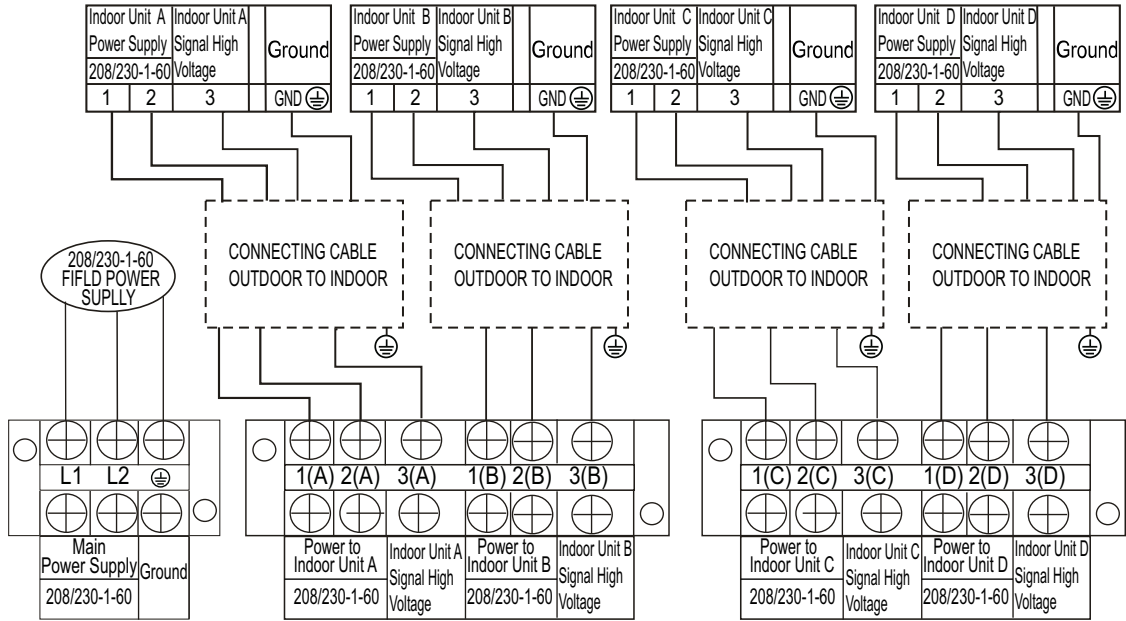 Indoor Unit A
Power Supply
208/230-1-60
Indoor Unit A
Signal High
Voltage
Ground
1 2 3 GND
Indoor Unit B
Power Supply
208/230-1-60
Indoor Unit B
Signal High
Voltage
Ground
1 2 3 GND
Indoor Unit C
Power Supply
208/230-1-60
Indoor Unit C
Signal High
Voltage
Ground
1 2 3 GND
Indoor Unit D
Power Supply
208/230-1-60
Indoor Unit D
Signal High
Voltage
Ground
1 2 3 GND
208/230-1-60
FIFLD POWER
SUPLLY
CONNECTING CABLE
OUTDOOR TO INDOOR
CONNECTING CABLE
OUTDOOR TO INDOOR
CONNECTING CABLE
OUTDOOR TO INDOOR
CONNECTING CABLE
OUTDOOR TO INDOOR
L1 L2
1(A) 2(A) 3(A) 1(B) 2(B) 3(B)
1(C) 2(C) 3(C) 1(D) 2(D) 3(D)
Main
Power Supply
208/230-1-60
Ground
Power to
Indoor Unit A
208/230-1-60
Indoor Unit A
Signal High
Voltage
Power to
Indoor Unit B
208/230-1-60
Indoor Unit B
Signal High
Voltage
Power to
Indoor Unit C
208/230-1-60
Indoor Unit C
Signal High
Voltage
Power to
Indoor Unit D
208/230-1-60
Indoor Unit D
Signal High
Voltage